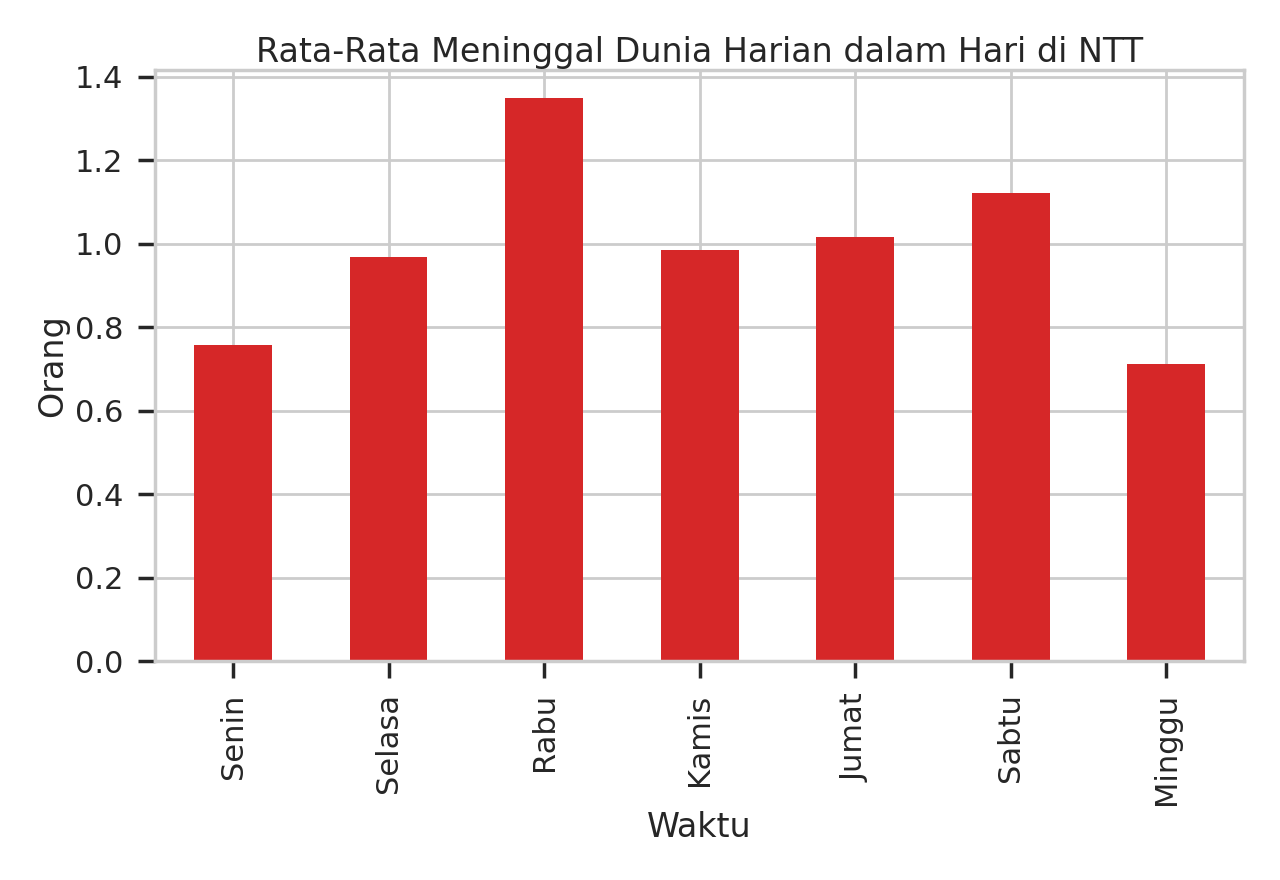 Rata-Rata Meninggal Dunia Harian dalam Hari di NTT
1.4
1.2
1.0
0.8
0.6
0.4
0.2
0.0
Orang
Senin
Selasa
Rabu
Kamis
Jumat
Sabtu
Minggu
Waktu